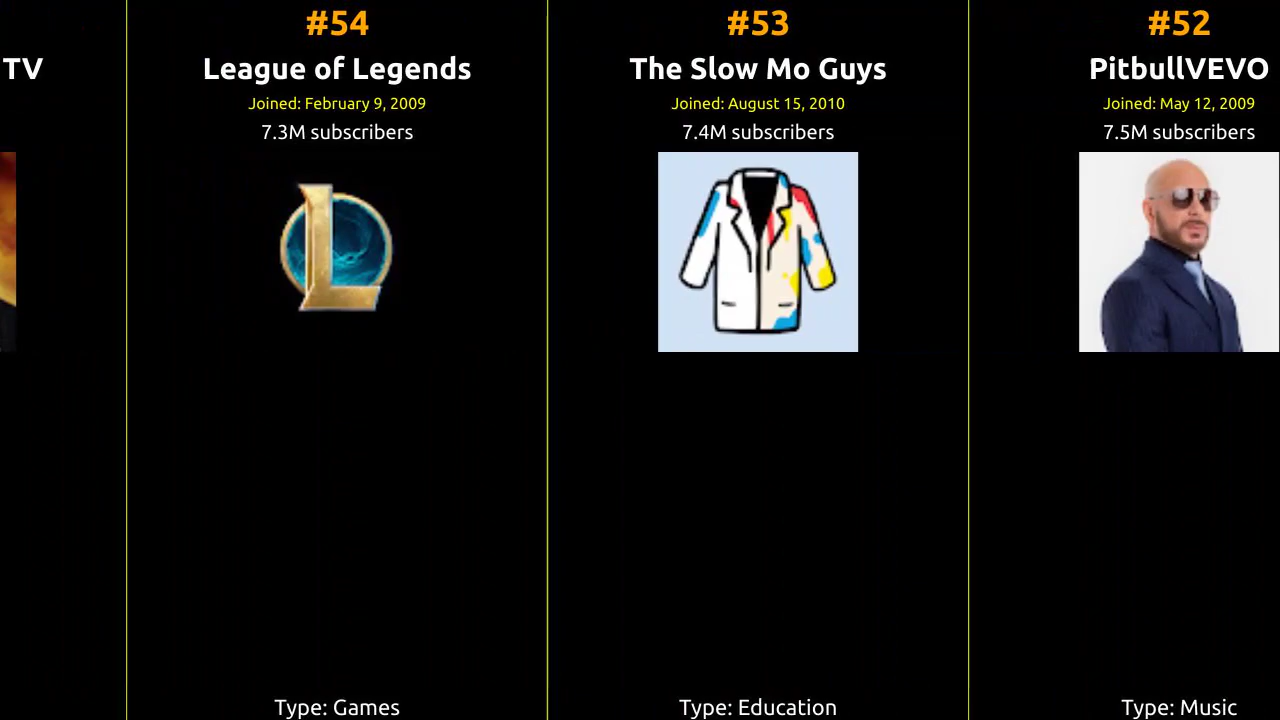 TV
#54
League of Legends
Joined: February 9, 2009
7.3M subscribers
Type: Games
#53
The Slow Mo Guys
Joined: August 15, 2010
7.4M subscribers
Type: Education
#52
PitbullVEVO
Joined: May 12, 2009
7.5M subscribers
Type: Music